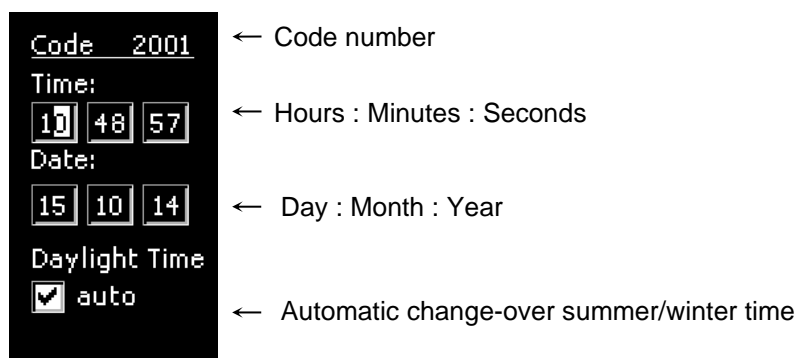 Code 2001 ← Code number
Time:
10 48 57 ← Hours : Minutes : Seconds
Date:
15 10 14 ← Day : Month : Year
Daylight Time
auto ← Automatic change-over summer/winter time